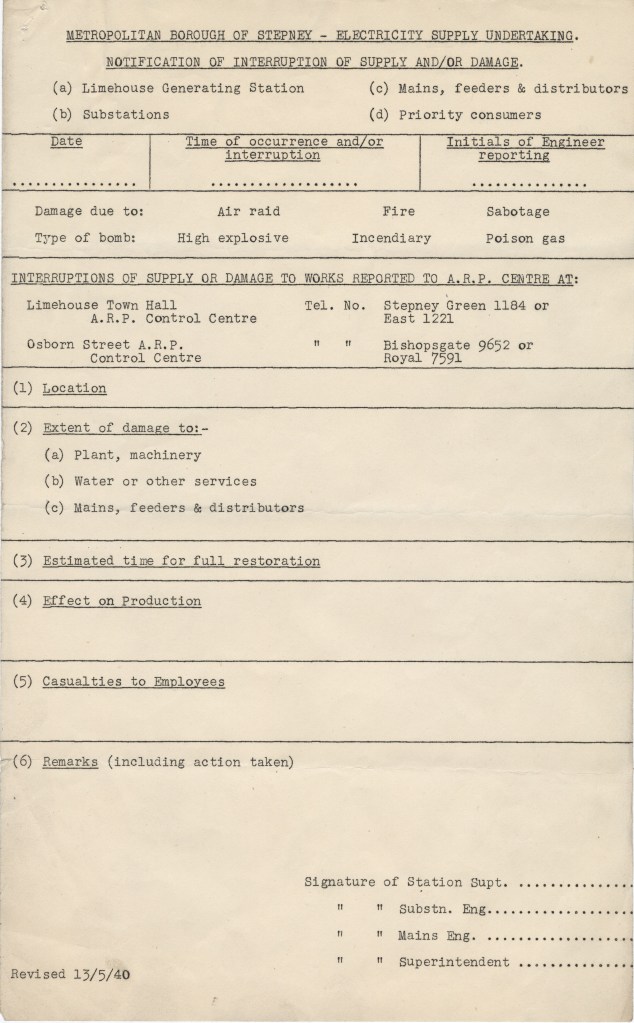 METROPOLITAN BOROUGH OF STEPNEY - ELECTRICITY SUPPLY UNDERTAKING.
NOTIFICATION OF INTERRUPTION OF SUPPLY AND/OR DAMAGE.
(a) Limehouse Generating Station (c) Mains, feeders & distributors
(b) Substations (d) Priority consumers
Date Time of occurrence and/or Initials of Engineer
interruption reporting
................ ................... ...............
Damage due to: Air raid Fire Sabotage
Type of bomb: High explosive Incendiary Poison gas
INTERRUPTIONS OF SUPPLY OR DAMAGE TO WORKS REPORTED TO A.R.P. CENTRE AT:
Limehouse Town Hall Tel. No. Stepney Green 1184 or
A.R.P. Control Centre East 1221
Osborn Street A.R.P. " " Bishopsgate 9652 or
Control Centre Royal 7591
(1) Location
(2) Extent of damage to:-
(a) Plant, machinery
(b) Water or other services
(c) Mains, feeders & distributors
(3) Estimated time for full restoration
(4) Effect on Production
(5) Casualties to Employees
(6) Remarks (including action taken)
Signature of Station Supt. ...............
" " Substn. Eng...................
" " Mains Eng. ...................
" " Superintendent ...............
Revised 13/5/40